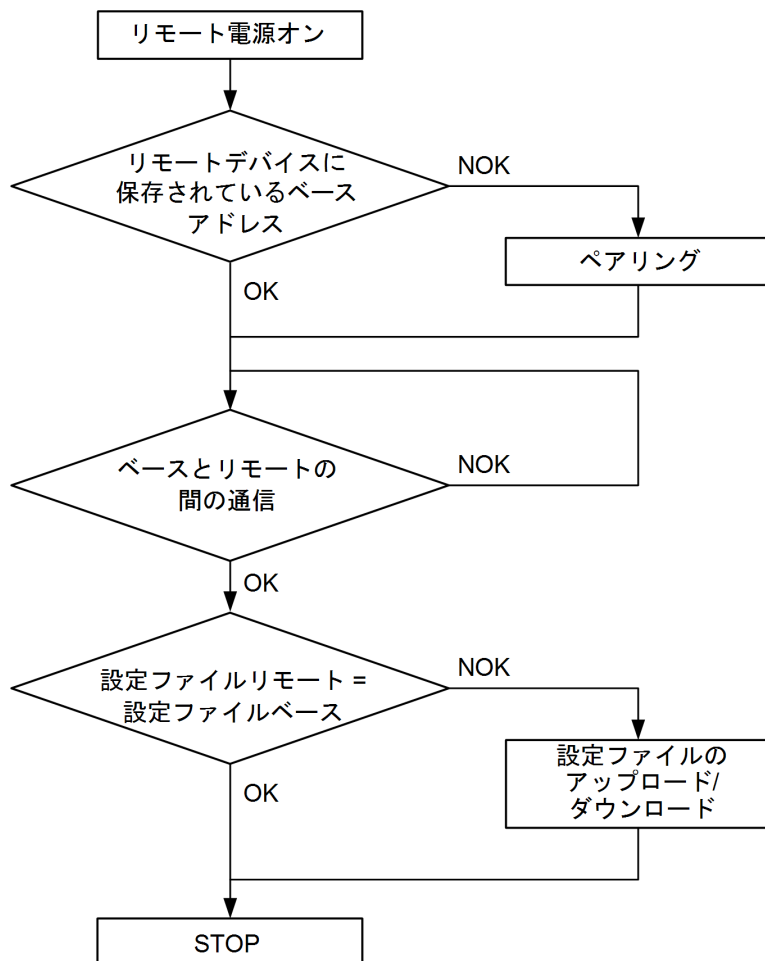 リモート電源オン
リモートデバイスに
保存されているベース
アドレス
NOK
ペアリング
OK
ベースとリモートの
間の通信
NOK
OK
設定ファイルリモート =
設定ファイルベース
NOK
設定ファイルの
アップロード/
ダウンロード
OK
STOP